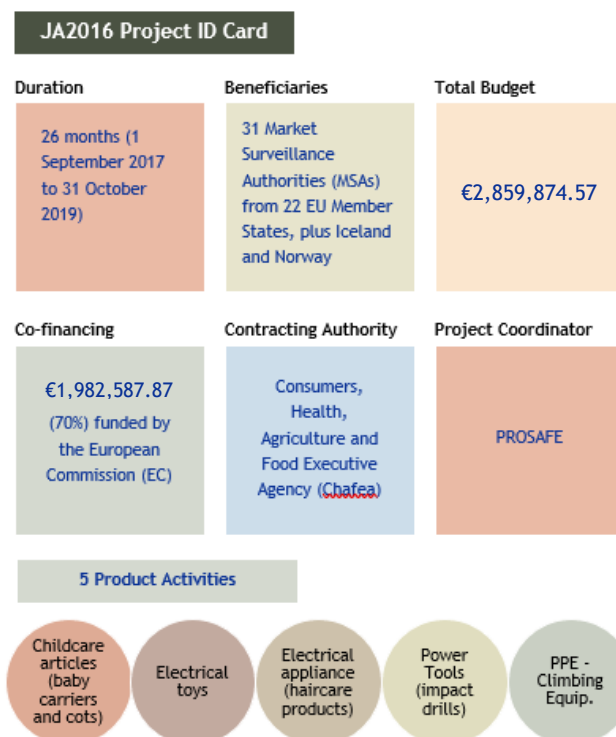 JA2016 Project ID Card
Duration
26 months (1
September 2017
to 31 October
2019)
Beneficiaries
31 Market
Surveillance
Authorities (MSAs)
from 22 EU Member
States, plus Iceland
and Norway
Total Budget
€2,859,874.57
Co-financing
€1,982,587.87
(70%) funded by
the European
Commission (EC)
Contracting Authority
Consumers,
Health,
Agriculture and
Food Executive
Agency (Chafea)
Project Coordinator
PROSAFE
5 Product Activities
Childcare
articles
(baby
carriers
and cots)
Electrical
toys
Electrical
appliance
(haircare
products)
Power
Tools
(impact
drills)
PPE -
Climbing
Equip.